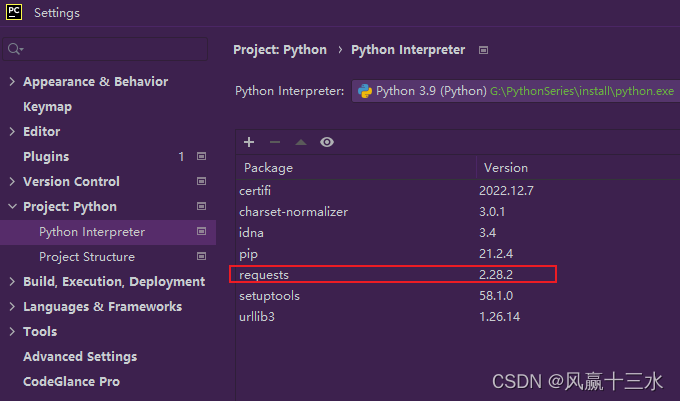 PC Settings
Project: Python › Python Interpreter
Appearance & Behavior
Keymap
Editor
Plugins 1
Version Control
Project: Python
Python Interpreter
Project Structure
Build, Execution, Deployment
Languages & Frameworks
Tools
Advanced Settings
CodeGlance Pro
Python Interpreter: Python 3.9 (Python) G:\PythonSeries\install\python.exe
Package Version
certifi 2022.12.7
charset-normalizer 3.0.1
idna 3.4
pip 21.2.4
requests 2.28.2
setuptools 58.1.0
urllib3 1.26.14
CSDN @风赢十三水